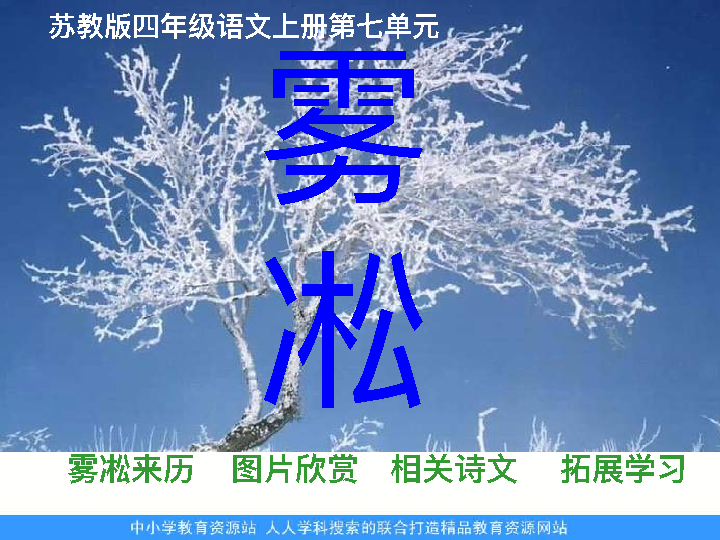 苏教版四年级语文上册第七单元
雾
凇
雾凇来历 图片欣赏 相关诗文 拓展学习
中小学教育资源站 人人学科搜索的联合打造精品教育资源网站